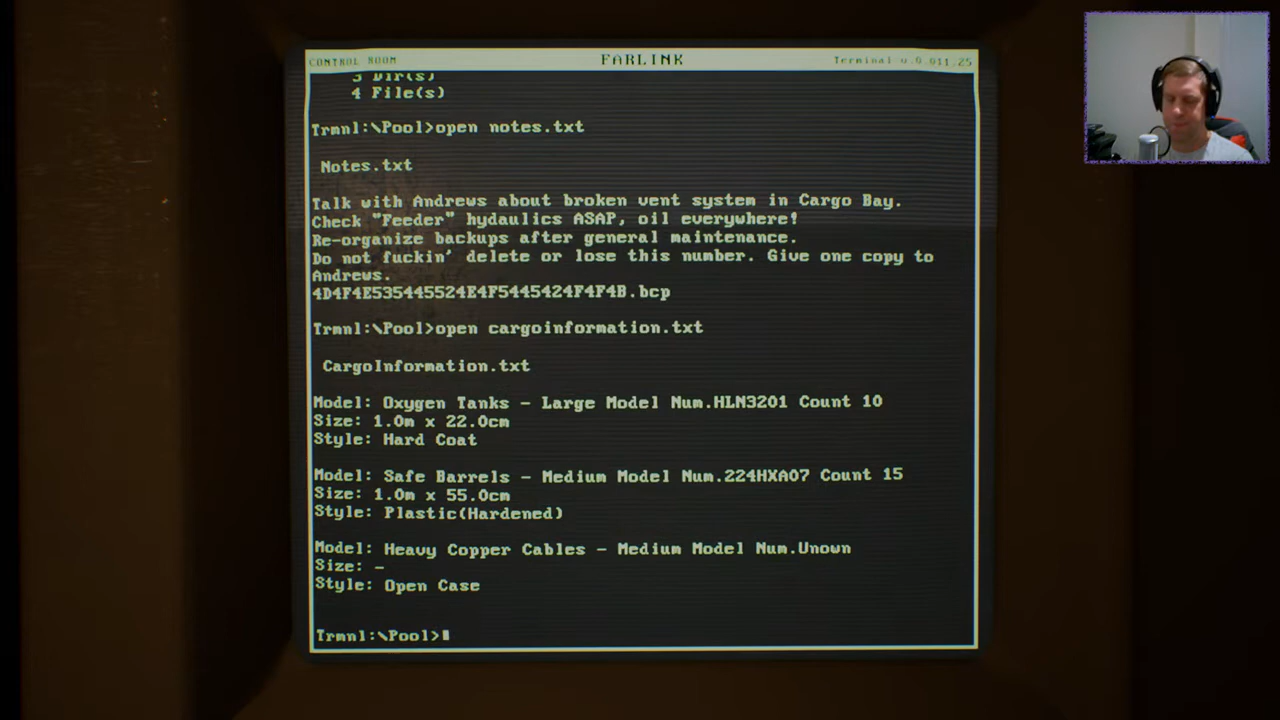 CONTROL ROOM FARLINK Terminal v.0.011.25
3 Dir(s)
4 File(s)
Trmnl:\Pool>open notes.txt
Notes.txt
Talk with Andrews about broken vent system in Cargo Bay.
Check "Feeder" hydaulics ASAP, oil everywhere!
Re-organize backups after general maintenance.
Do not fuckin' delete or lose this number. Give one copy to
Andrews.
4D4F4E535445524E4F5445424F4F4B.bcp
Trmnl:\Pool>open cargoinformation.txt
CargoInformation.txt
Model: Oxygen Tanks - Large Model Num.HLN3201 Count 10
Size: 1.0m x 22.0cm
Style: Hard Coat
Model: Safe Barrels - Medium Model Num.224HXA07 Count 15
Size: 1.0m x 55.0cm
Style: Plastic(Hardened)
Model: Heavy Copper Cables - Medium Model Num.Unown
Size: -
Style: Open Case
Trmnl:\Pool>